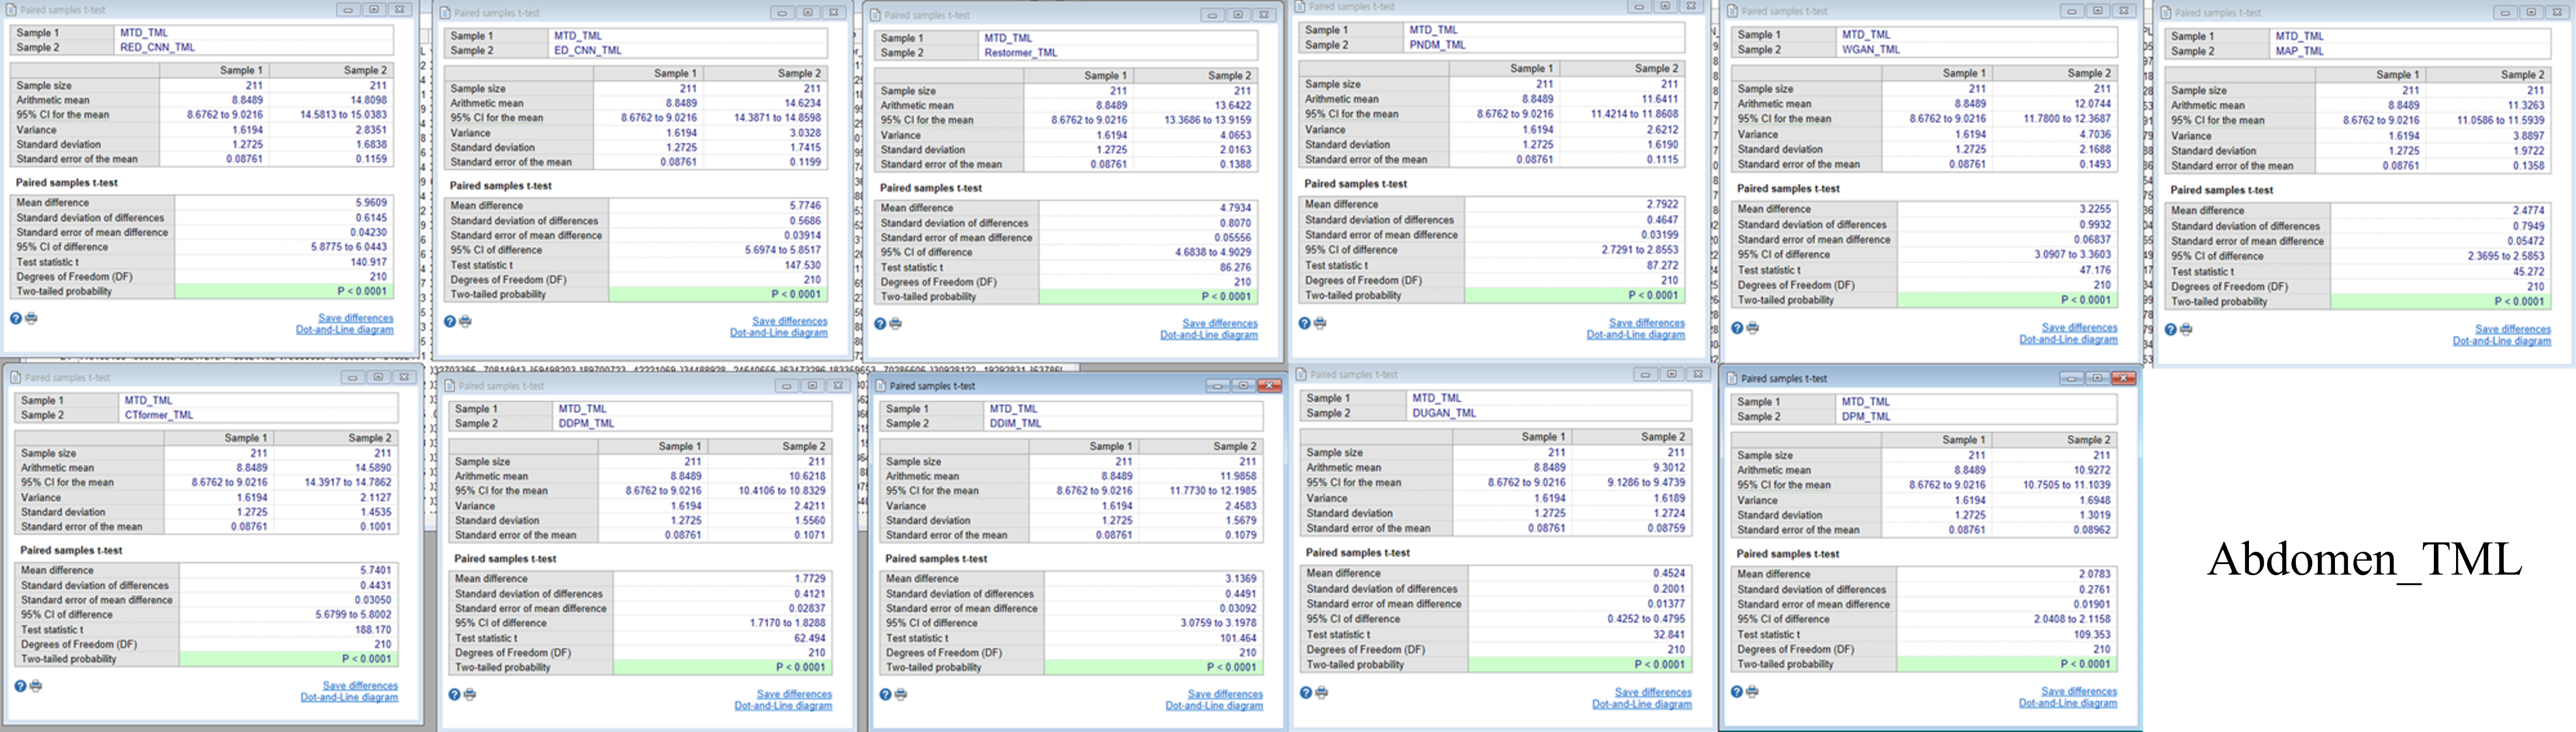 Paired samples t-test
Sample 1 MTD_TML
Sample 2 RED_CNN_TML
Sample 1 Sample 2
Sample size 211 211
Arithmetic mean 8.8489 14.8098
95% CI for the mean 8.6762 to 9.0216 14.5813 to 15.0383
Variance 1.6194 2.8351
Standard deviation 1.2725 1.6838
Standard error of the mean 0.08761 0.1159
Paired samples t-test
Mean difference 5.9609
Standard deviation of differences 0.6145
Standard error of mean difference 0.04230
95% CI of difference 5.8775 to 6.0443
Test statistic t 140.917
Degrees of Freedom (DF) 210
Two-tailed probability P < 0.0001
Save differences
Dot-and-Line diagram
Paired samples t-test
Sample 1 MTD_TML
Sample 2 ED_CNN_TML
Sample 1 Sample 2
Sample size 211 211
Arithmetic mean 8.8489 14.6234
95% CI for the mean 8.6762 to 9.0216 14.3871 to 14.8598
Variance 1.6194 3.0328
Standard deviation 1.2725 1.7415
Standard error of the mean 0.08761 0.1199
Paired samples t-test
Mean difference 5.7746
Standard deviation of differences 0.5686
Standard error of mean difference 0.03914
95% CI of difference 5.6974 to 5.8517
Test statistic t 147.530
Degrees of Freedom (DF) 210
Two-tailed probability P < 0.0001
Save differences
Dot-and-Line diagram
Paired samples t-test
Sample 1 MTD_TML
Sample 2 Restormer_TML
Sample 1 Sample 2
Sample size 211 211
Arithmetic mean 8.8489 13.6422
95% CI for the mean 8.6762 to 9.0216 13.3686 to 13.9159
Variance 1.6194 4.0653
Standard deviation 1.2725 2.0163
Standard error of the mean 0.08761 0.1388
Paired samples t-test
Mean difference 4.7934
Standard deviation of differences 0.8070
Standard error of mean difference 0.05556
95% CI of difference 4.6838 to 4.9029
Test statistic t 86.276
Degrees of Freedom (DF) 210
Two-tailed probability P < 0.0001
Save differences
Dot-and-Line diagram
Paired samples t-test
Sample 1 MTD_TML
Sample 2 PNDM_TML
Sample 1 Sample 2
Sample size 211 211
Arithmetic mean 8.8489 11.6411
95% CI for the mean 8.6762 to 9.0216 11.4214 to 11.8608
Variance 1.6194 2.6212
Standard deviation 1.2725 1.6190
Standard error of the mean 0.08761 0.1115
Paired samples t-test
Mean difference 2.7922
Standard deviation of differences 0.4647
Standard error of mean difference 0.03199
95% CI of difference 2.7291 to 2.8553
Test statistic t 87.272
Degrees of Freedom (DF) 210
Two-tailed probability P < 0.0001
Save differences
Dot-and-Line diagram
Paired samples t-test
Sample 1 MTD_TML
Sample 2 WGAN_TML
Sample 1 Sample 2
Sample size 211 211
Arithmetic mean 8.8489 12.0744
95% CI for the mean 8.6762 to 9.0216 11.7800 to 12.3687
Variance 1.6194 4.7036
Standard deviation 1.2725 2.1688
Standard error of the mean 0.08761 0.1493
Paired samples t-test
Mean difference 3.2255
Standard deviation of differences 0.9932
Standard error of mean difference 0.06837
95% CI of difference 3.0907 to 3.3603
Test statistic t 47.176
Degrees of Freedom (DF) 210
Two-tailed probability P < 0.0001
Save differences
Dot-and-Line diagram
Paired samples t-test
Sample 1 MTD_TML
Sample 2 MAP_TML
Sample 1 Sample 2
Sample size 211 211
Arithmetic mean 8.8489 11.3263
95% CI for the mean 8.6762 to 9.0216 11.0586 to 11.5939
Variance 1.6194 3.8897
Standard deviation 1.2725 1.9722
Standard error of the mean 0.08761 0.1358
Paired samples t-test
Mean difference 2.4774
Standard deviation of differences 0.7949
Standard error of mean difference 0.05472
95% CI of difference 2.3695 to 2.5853
Test statistic t 45.272
Degrees of Freedom (DF) 210
Two-tailed probability P < 0.0001
Save differences
Dot-and-Line diagram
Paired samples t-test
Sample 1 MTD_TML
Sample 2 CTformer_TML
Sample 1 Sample 2
Sample size 211 211
Arithmetic mean 8.8489 14.5890
95% CI for the mean 8.6762 to 9.0216 14.3917 to 14.7862
Variance 1.6194 2.1127
Standard deviation 1.2725 1.4535
Standard error of the mean 0.08761 0.1001
Paired samples t-test
Mean difference 5.7401
Standard deviation of differences 0.4431
Standard error of mean difference 0.03050
95% CI of difference 5.6799 to 5.8002
Test statistic t 188.170
Degrees of Freedom (DF) 210
Two-tailed probability P < 0.0001
Save differences
Dot-and-Line diagram
Paired samples t-test
Sample 1 MTD_TML
Sample 2 DDPM_TML
Sample 1 Sample 2
Sample size 211 211
Arithmetic mean 8.8489 10.6218
95% CI for the mean 8.6762 to 9.0216 10.4106 to 10.8329
Variance 1.6194 2.4211
Standard deviation 1.2725 1.5560
Standard error of the mean 0.08761 0.1071
Paired samples t-test
Mean difference 1.7729
Standard deviation of differences 0.4121
Standard error of mean difference 0.02837
95% CI of difference 1.7170 to 1.8288
Test statistic t 62.494
Degrees of Freedom (DF) 210
Two-tailed probability P < 0.0001
Save differences
Dot-and-Line diagram
Paired samples t-test
Sample 1 MTD_TML
Sample 2 DDIM_TML
Sample 1 Sample 2
Sample size 211 211
Arithmetic mean 8.8489 11.9858
95% CI for the mean 8.6762 to 9.0216 11.7730 to 12.1985
Variance 1.6194 2.4583
Standard deviation 1.2725 1.5679
Standard error of the mean 0.08761 0.1079
Paired samples t-test
Mean difference 3.1369
Standard deviation of differences 0.4491
Standard error of mean difference 0.03092
95% CI of difference 3.0759 to 3.1978
Test statistic t 101.464
Degrees of Freedom (DF) 210
Two-tailed probability P < 0.0001
Save differences
Dot-and-Line diagram
Paired samples t-test
Sample 1 MTD_TML
Sample 2 DUGAN_TML
Sample 1 Sample 2
Sample size 211 211
Arithmetic mean 8.8489 9.3012
95% CI for the mean 8.6762 to 9.0216 9.1286 to 9.4739
Variance 1.6194 1.6189
Standard deviation 1.2725 1.2724
Standard error of the mean 0.08761 0.08759
Paired samples t-test
Mean difference 0.4524
Standard deviation of differences 0.2001
Standard error of mean difference 0.01377
95% CI of difference 0.4252 to 0.4795
Test statistic t 32.841
Degrees of Freedom (DF) 210
Two-tailed probability P < 0.0001
Save differences
Dot-and-Line diagram
Paired samples t-test
Sample 1 MTD_TML
Sample 2 DPM_TML
Sample 1 Sample 2
Sample size 211 211
Arithmetic mean 8.8489 10.9272
95% CI for the mean 8.6762 to 9.0216 10.7505 to 11.1039
Variance 1.6194 1.6948
Standard deviation 1.2725 1.3019
Standard error of the mean 0.08761 0.08962
Paired samples t-test
Mean difference 2.0783
Standard deviation of differences 0.2761
Standard error of mean difference 0.01901
95% CI of difference 2.0408 to 2.1158
Test statistic t 109.353
Degrees of Freedom (DF) 210
Two-tailed probability P < 0.0001
Save differences
Dot-and-Line diagram
Abdomen_TML